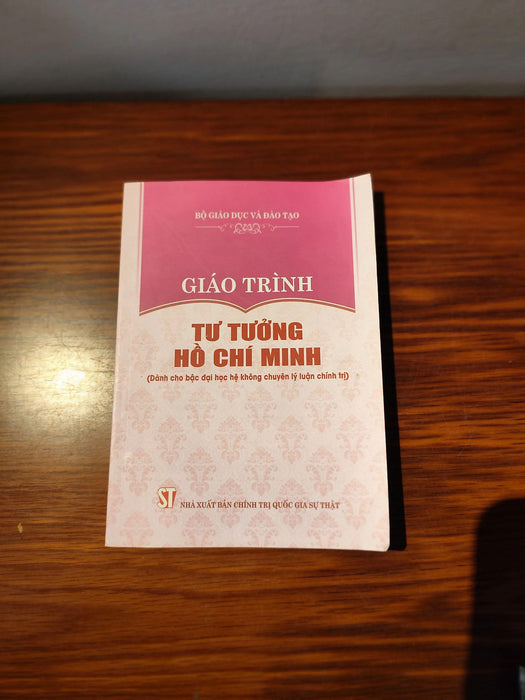 BỘ GIÁO DỤC VÀ ĐÀO TẠO
GIÁO TRÌNH
TƯ TƯỞNG
HỒ CHÍ MINH
(Dành cho bậc đại học hệ không chuyên lý luận chính trị)
ST NHÀ XUẤT BẢN CHÍNH TRỊ QUỐC GIA SỰ THẬT